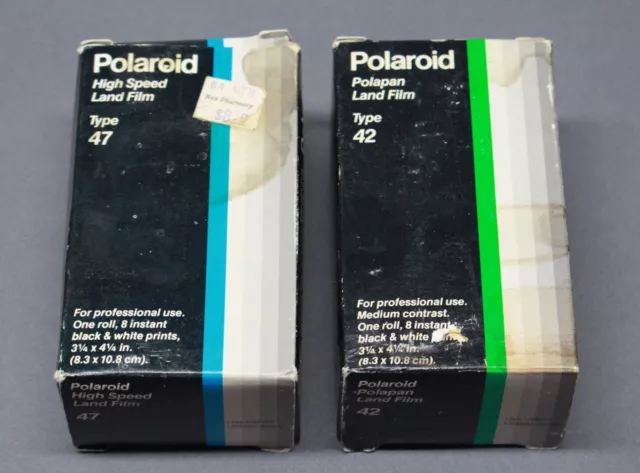 Polaroid
High Speed
Land Film
Type
47
Rea Pharmacy
For professional use.
One roll, 8 instant
black & white prints,
3¼ x 4¼ in.
(8.3 x 10.8 cm).
Polaroid
High Speed
Land Film
47
Polaroid
Polapan
Land Film
Type
42
For professional use.
Medium contrast.
One roll, 8 instant
black & white
3¼ x 4¼ in.
(8.3 x 10.8 cm).
Polaroid
Polapan
Land Film
42